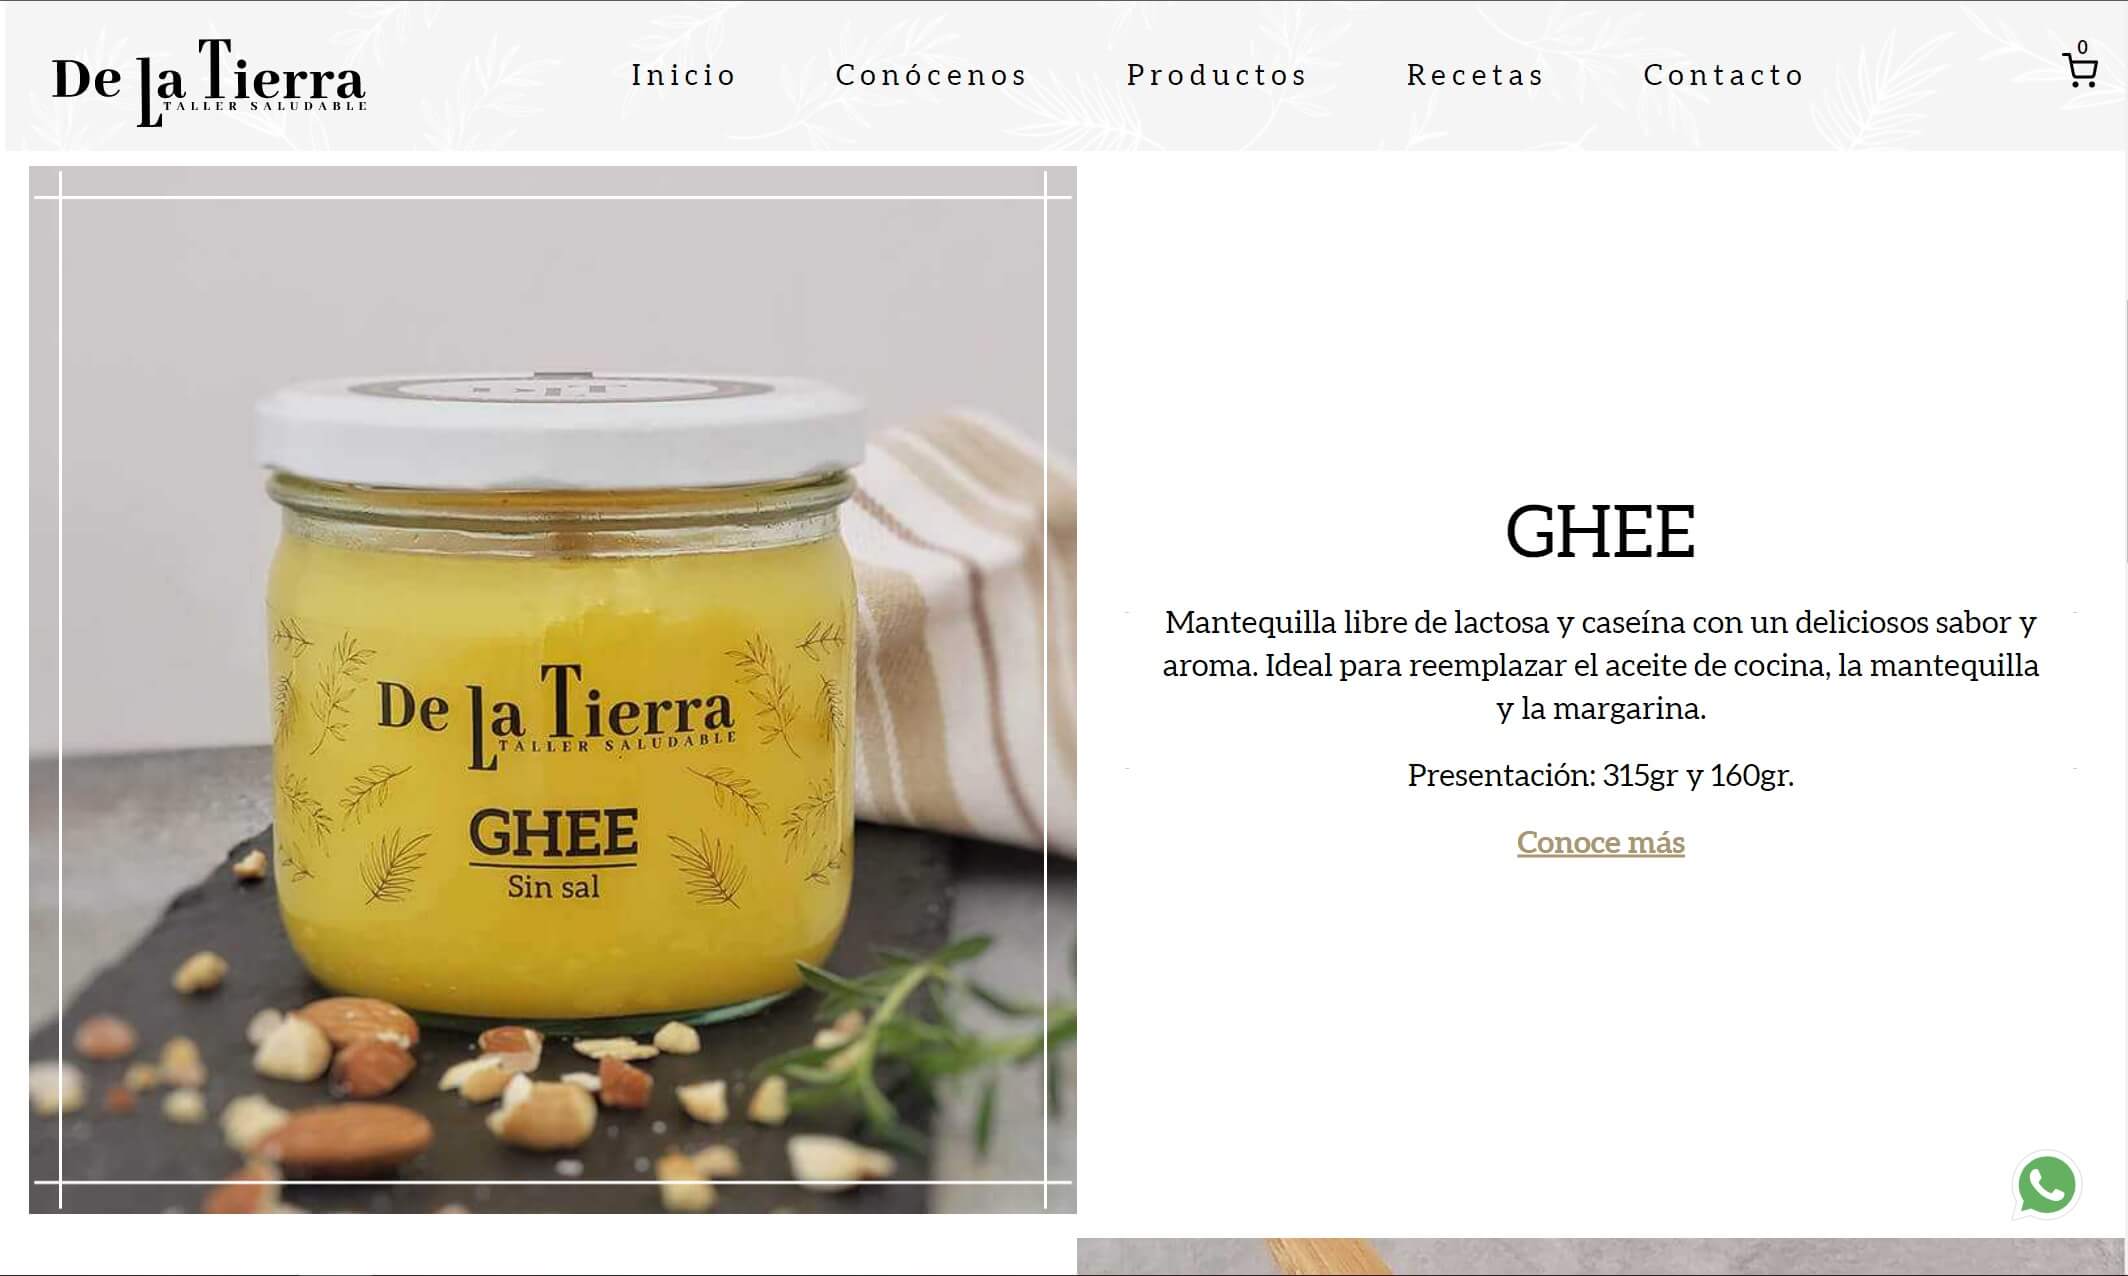 De La Tierra
TALLER SALUDABLE
Inicio
Conócenos
Productos
Recetas
Contacto
0
De La Tierra
TALLER SALUDABLE
GHEE
Sin sal
GHEE
Mantequilla libre de lactosa y caseína con un deliciosos sabor y
aroma. Ideal para reemplazar el aceite de cocina, la mantequilla
y la margarina.
Presentación: 315gr y 160gr.
Conoce más